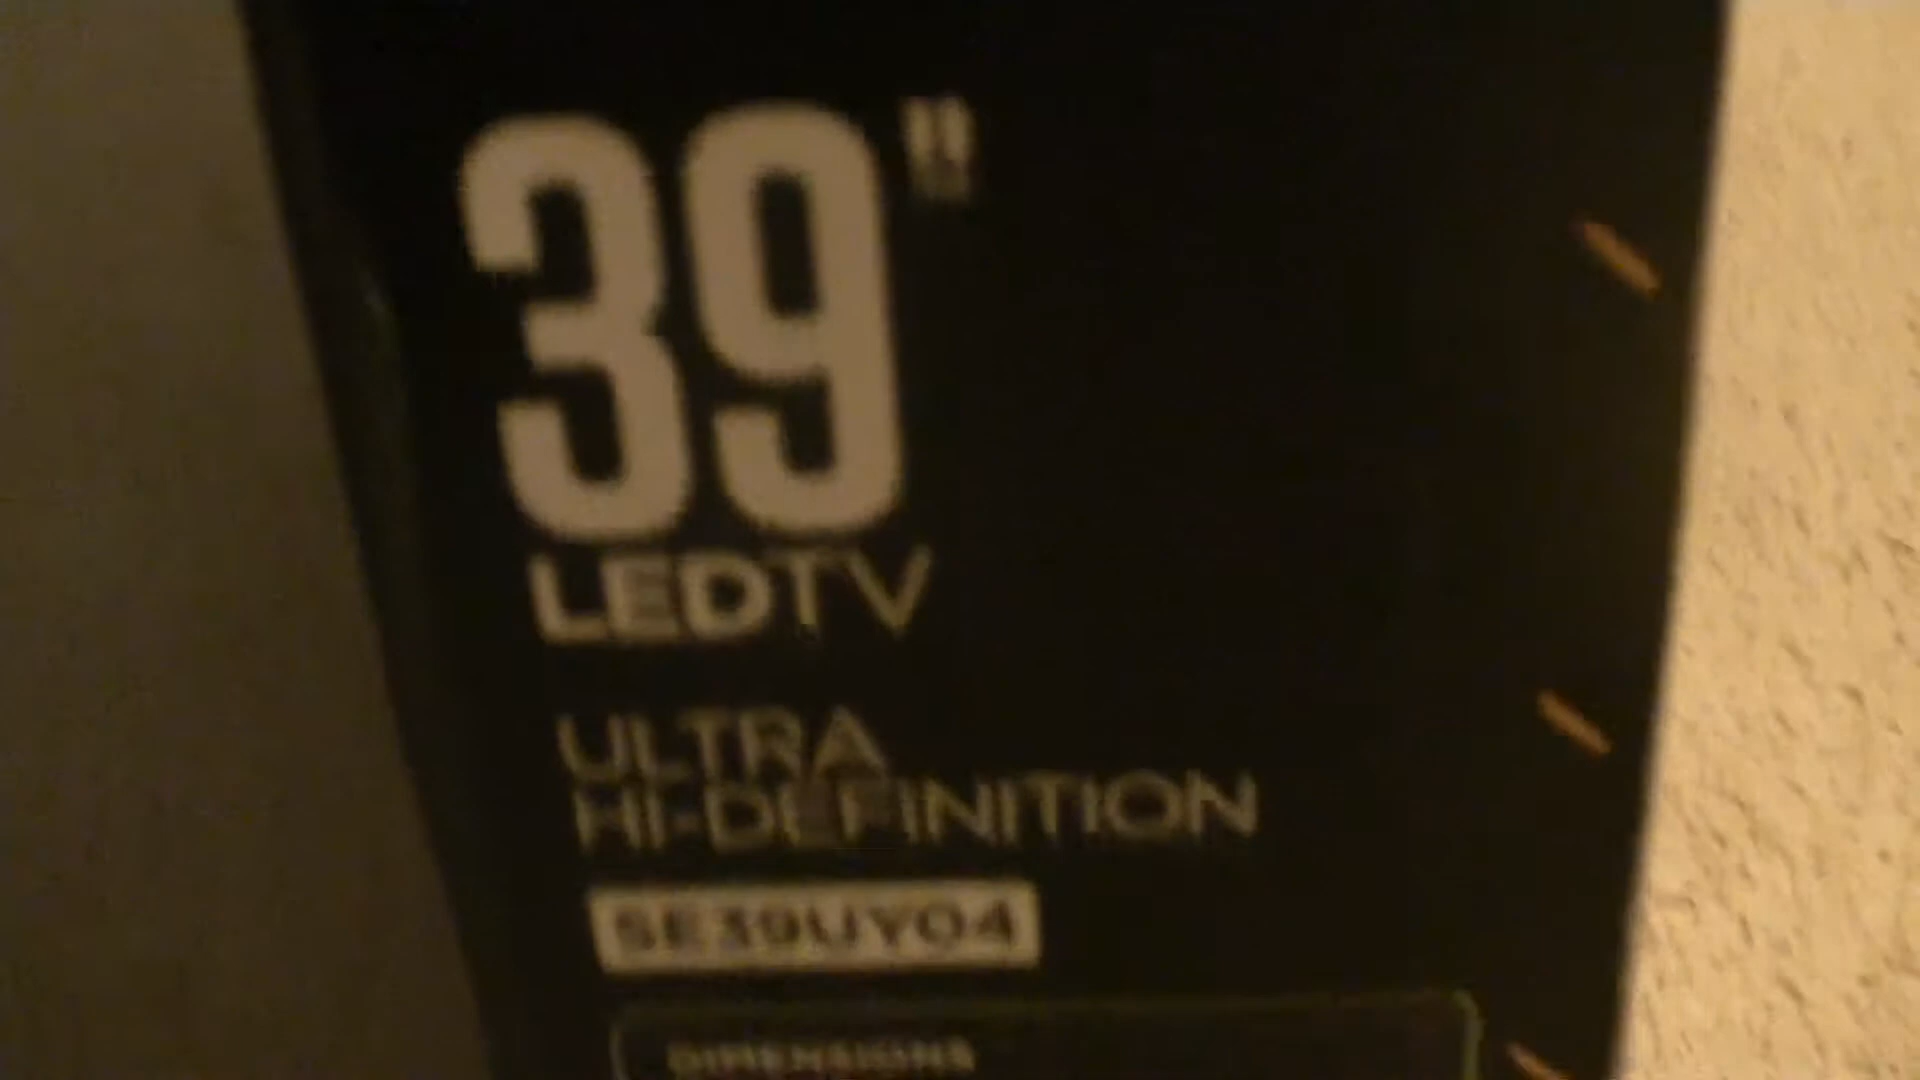 39"
LEDTV
ULTRA
HI-DEFINITION
SE39UY04
DIMENSIONS